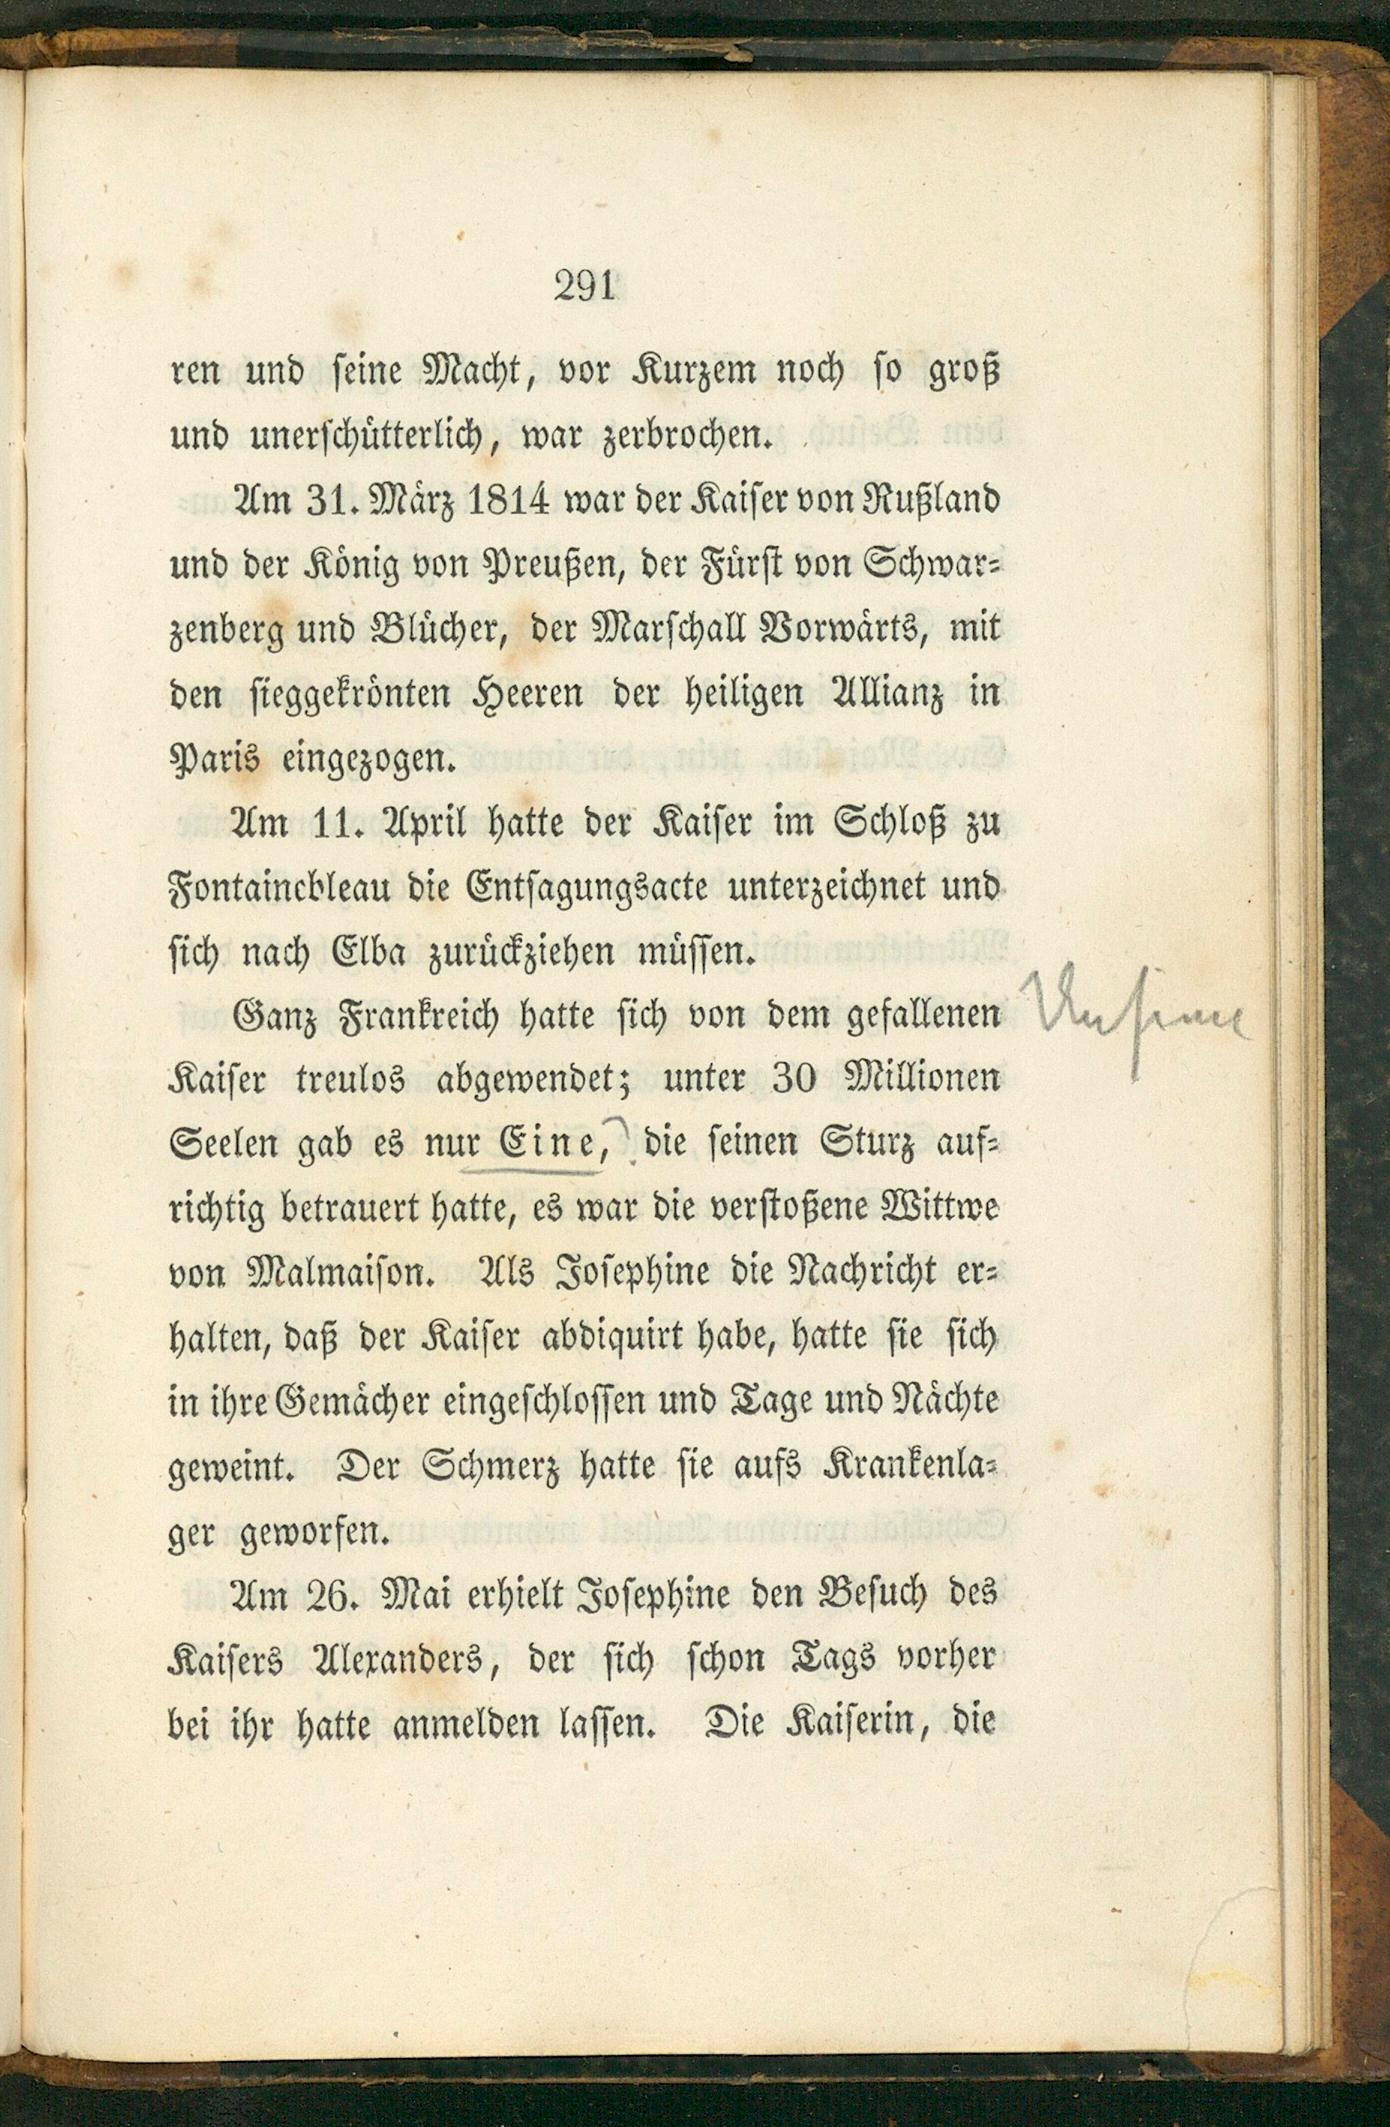 291
ren und seine Macht, vor Kurzem noch so groß
und unerschütterlich, war zerbrochen.
Am 31. März 1814 war der Kaiser von Rußland
und der König von Preußen, der Fürst von Schwar-
zenberg und Blücher, der Marschall Vorwärts, mit
den sieggekrönten Heeren der heiligen Allianz in
Paris eingezogen.
Am 11. April hatte der Kaiser im Schloß zu
Fontainebleau die Entsagungsacte unterzeichnet und
sich nach Elba zurückziehen müssen.
Ganz Frankreich hatte sich von dem gefallenen
Kaiser treulos abgewendet; unter 30 Millionen
Seelen gab es nur Eine, die seinen Sturz auf-
richtig betrauert hatte, es war die verstoßene Wittwe
von Malmaison. Als Josephine die Nachricht er-
halten, daß der Kaiser abdiquirt habe, hatte sie sich
in ihre Gemächer eingeschlossen und Tage und Nächte
geweint. Der Schmerz hatte sie aufs Krankenla-
ger geworfen.
Am 26. Mai erhielt Josephine den Besuch des
Kaisers Alexanders, der sich schon Tags vorher
bei ihr hatte anmelden lassen. Die Kaiserin, die